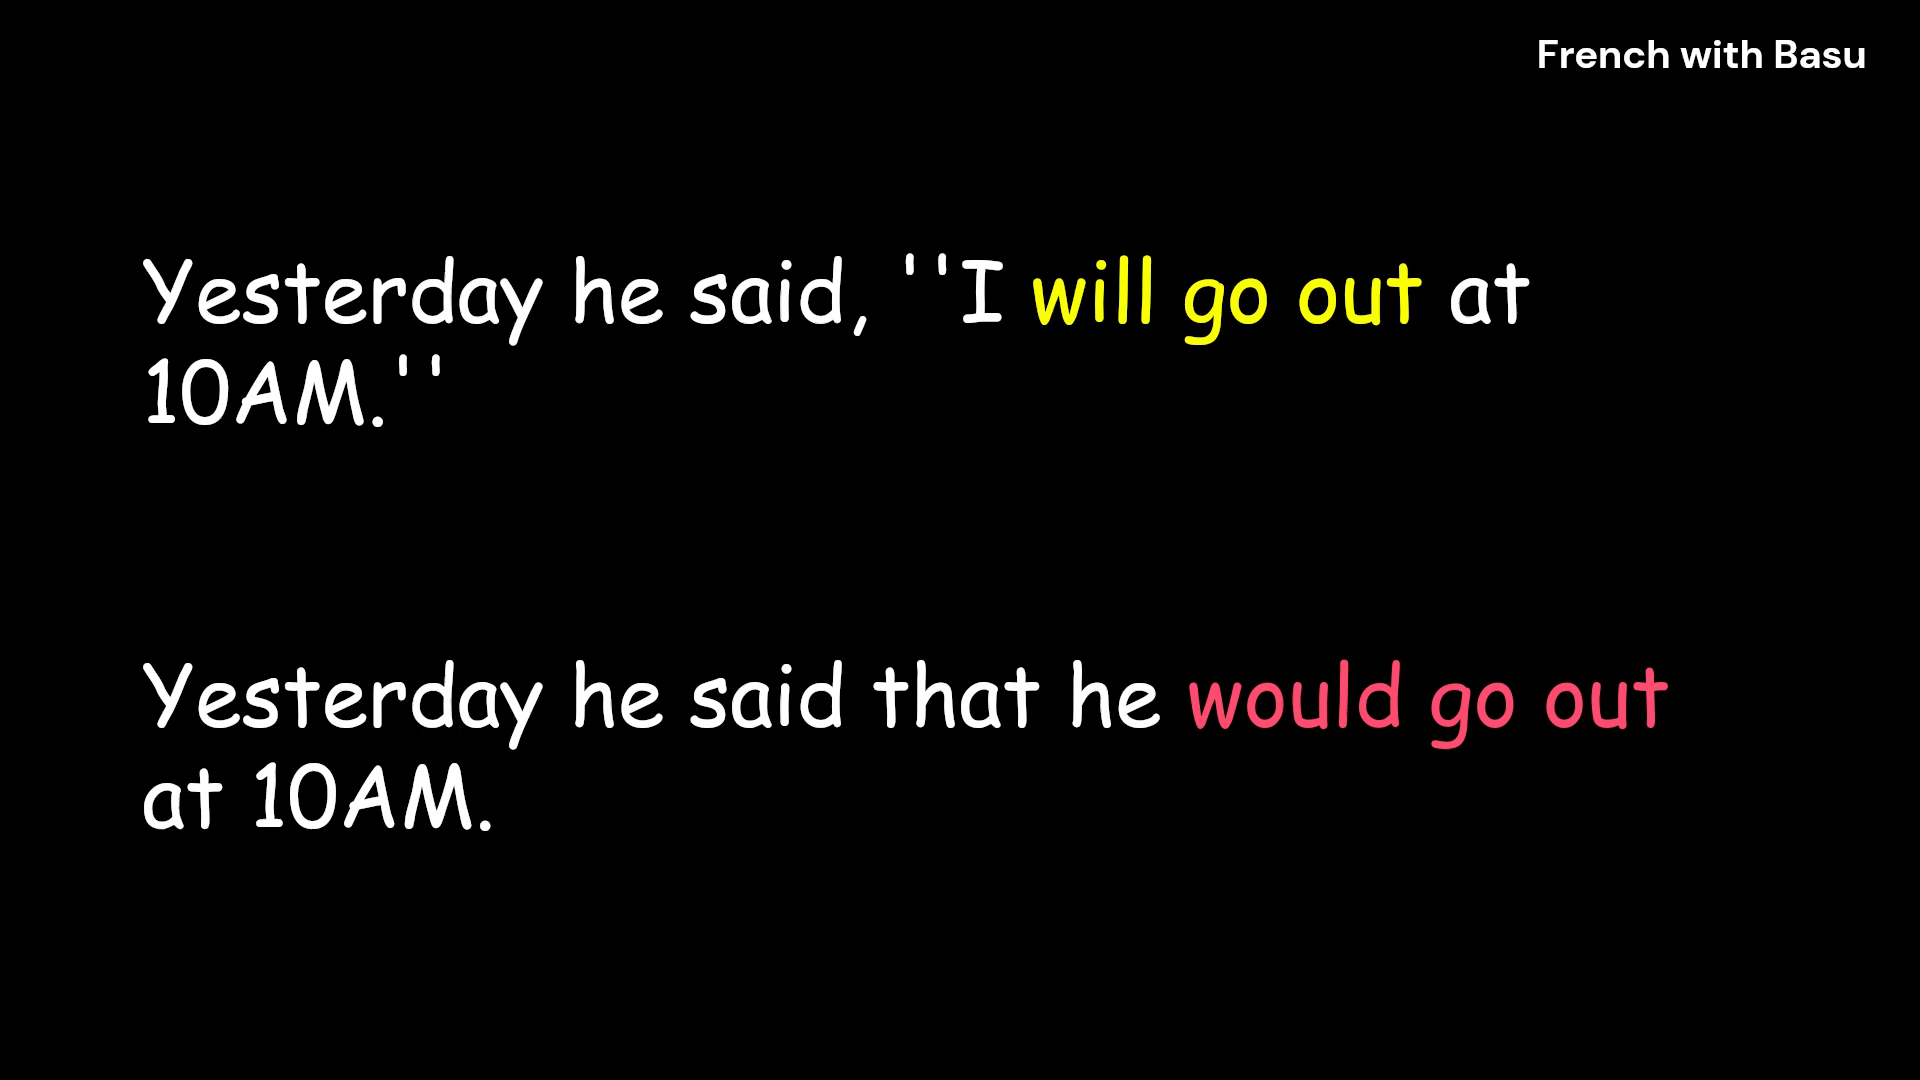 French with Basu
Yesterday he said, ''I will go out at
10AM.''
Yesterday he said that he would go out
at 10AM.